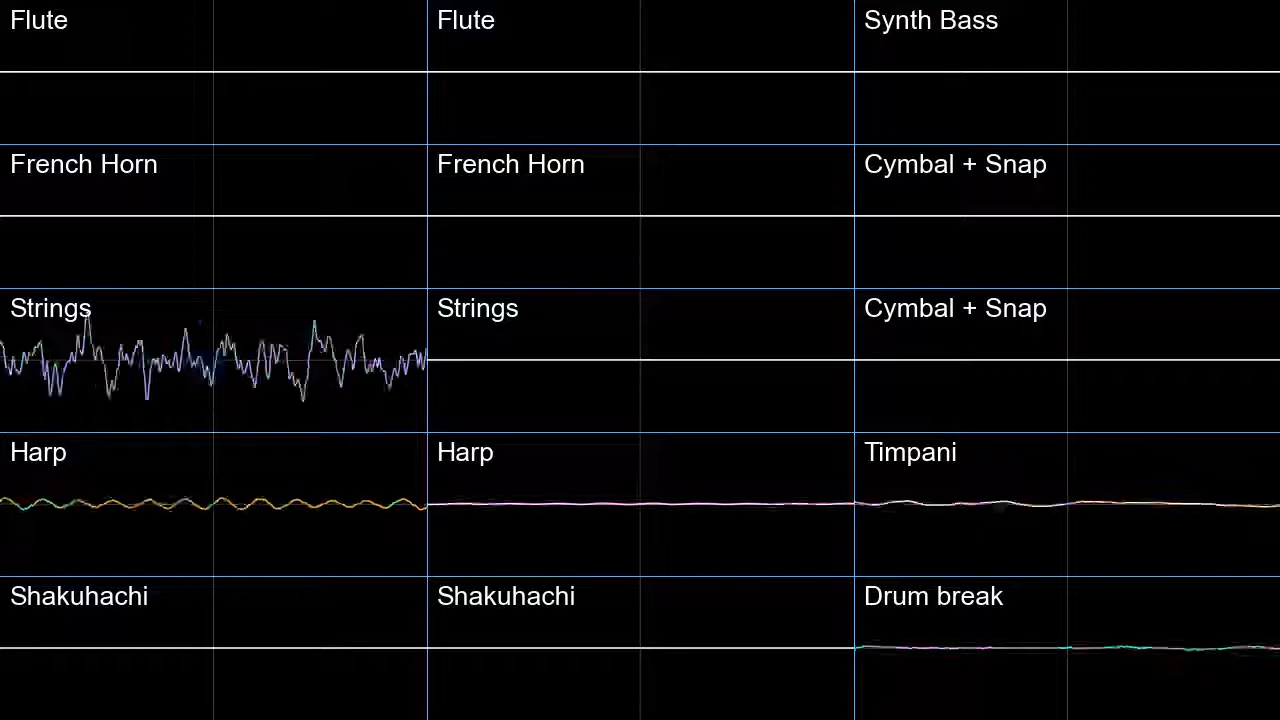 Flute
Flute
Synth Bass
French Horn
French Horn
Cymbal + Snap
Strings
Strings
Cymbal + Snap
Harp
Harp
Timpani
Shakuhachi
Shakuhachi
Drum break